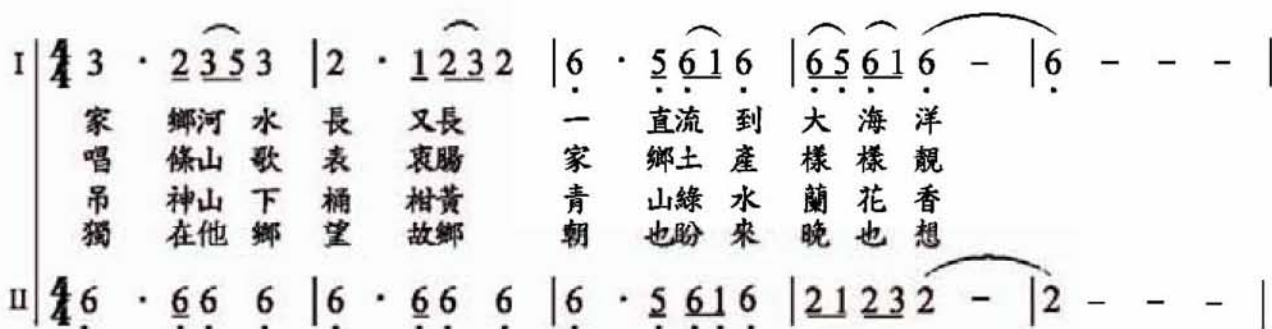 I 4/4 3 · 2 3 5 3 | 2 · 1 2 3 2 | 6 · 5 6 1 6 | 6 5 6 1 6 – | 6 – – – |
家 鄉河 水 長 又長 一 直流 到 大 海 洋
唱 條山 歌 表 衷腸 家 鄉土 產 樣 樣 靚
吊 神山 下 桶 柑黃 青 山綠 水 蘭 花 香
獨 在他 鄉 望 故鄉 朝 也盼 來 晚 也 想
II 4/4 6 · 6 6 6 | 6 · 6 6 6 | 6 · 5 6 1 6 | 2 1 2 3 2 – | 2 – – – |